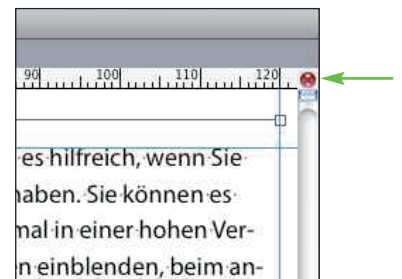 90 100 110 120
es hilfreich, wenn Sie
haben. Sie können es
mal in einer hohen Ver-
n einblenden, beim an-